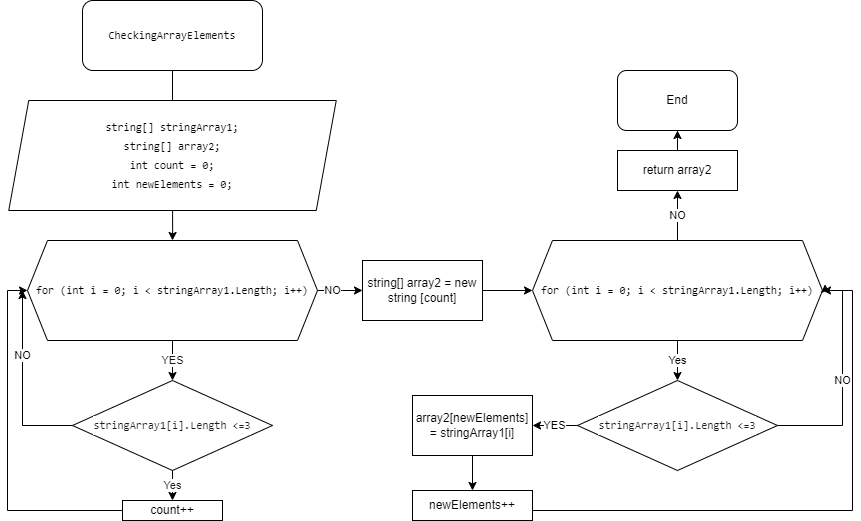 CheckingArrayElements
string[] stringArray1;
string[] array2;
int count = 0;
int newElements = 0;
for (int i = 0; i < stringArray1.Length; i++)
YES
NO
stringArray1[i].Length <=3
Yes
count++
NO
string[] array2 = new
string [count]
for (int i = 0; i < stringArray1.Length; i++)
Yes
stringArray1[i].Length <=3
YES
array2[newElements]
= stringArray1[i]
newElements++
NO
NO
return array2
End